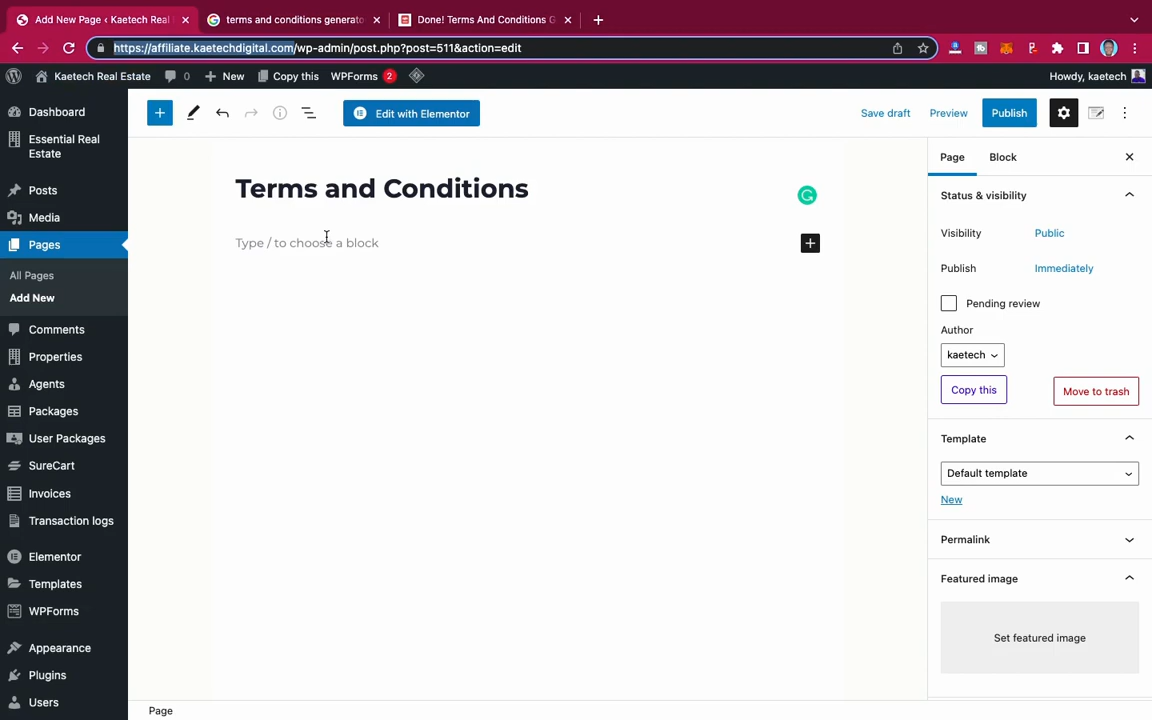 Add New Page ‹ Kaetech Real
terms and conditions generato
Done! Terms And Conditions G
https://affiliate.kaetechdigital.com/wp-admin/post.php?post=511&action=edit
Kaetech Real Estate
0
New
Copy this
WPForms 2
Howdy, kaetech
Dashboard
Essential Real
Estate
Posts
Media
Pages
All Pages
Add New
Comments
Properties
Agents
Packages
User Packages
SureCart
Invoices
Transaction logs
Elementor
Templates
WPForms
Appearance
Plugins
Users
Edit with Elementor
Save draft
Preview
Publish
Terms and Conditions
Type / to choose a block
Page
Block
Status & visibility
Visibility
Public
Publish
Immediately
Pending review
Author
kaetech
Copy this
Move to trash
Template
Default template
New
Permalink
Featured image
Set featured image
Page